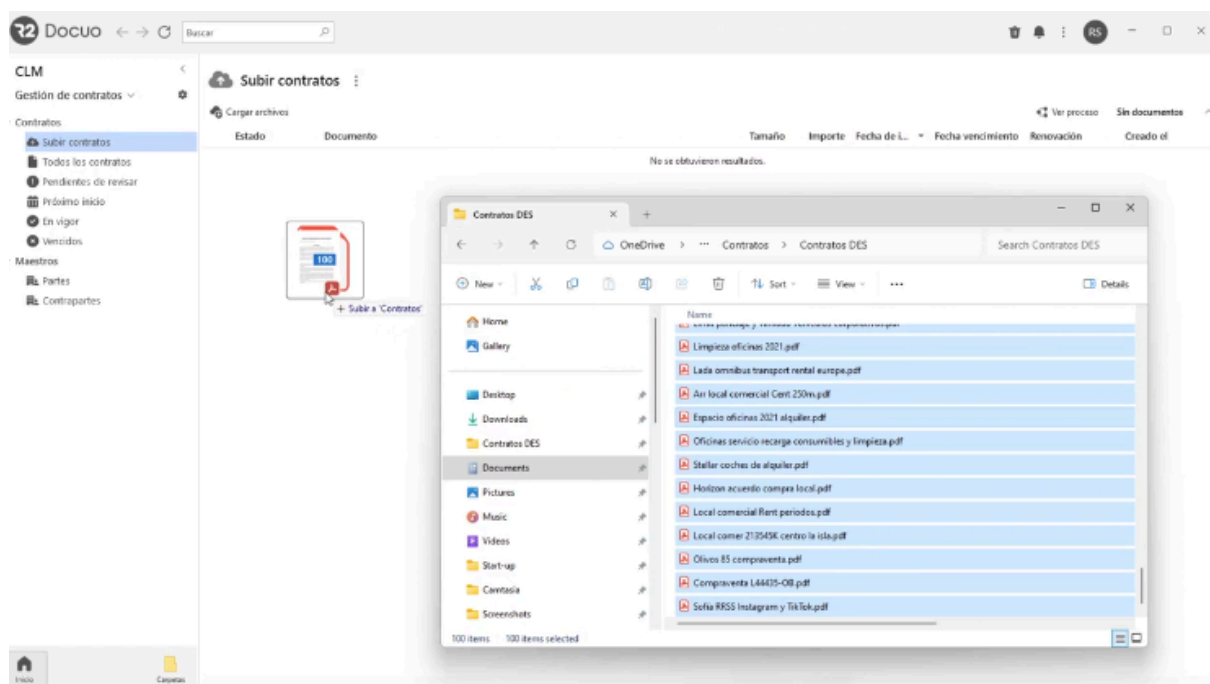 R2 Docuo
Buscar
RS
CLM
Gestión de contratos
Contratos
Subir contratos
Todos los contratos
Pendientes de revisar
Próximo inicio
En vigor
Vencidos
Maestros
Partes
Contrapartes
Inicio
Carpetas
Subir contratos
Cargar archivos
Ver proceso
Sin documentos
Estado Documento Tamaño Importe Fecha de i... Fecha vencimiento Renovación Creado el
No se obtuvieron resultados.
100
+ Subir a 'Contratos'
Contratos DES
OneDrive > ... Contratos > Contratos DES
Search Contratos DES
New
Sort
View
...
Details
Home
Gallery
Desktop
Downloads
Contratos DES
Documents
Pictures
Music
Videos
Start-up
Camtasia
Screenshots
Name
Limpieza oficinas 2021.pdf
Lada omnibus transport rental europe.pdf
Arr local comercial Cent 250m.pdf
Espacio oficinas 2021 alquiler.pdf
Oficinas servicio recarga consumibles y limpieza.pdf
Stellar coches de alquiler.pdf
Horizon acuerdo compra local.pdf
Local comercial Rent periodos.pdf
Local comer 213545K centro la isla.pdf
Olivos 85 compraventa.pdf
Compraventa L44435-OB.pdf
Sofia RRSS Instagram y TikTok.pdf
100 items 100 items selected